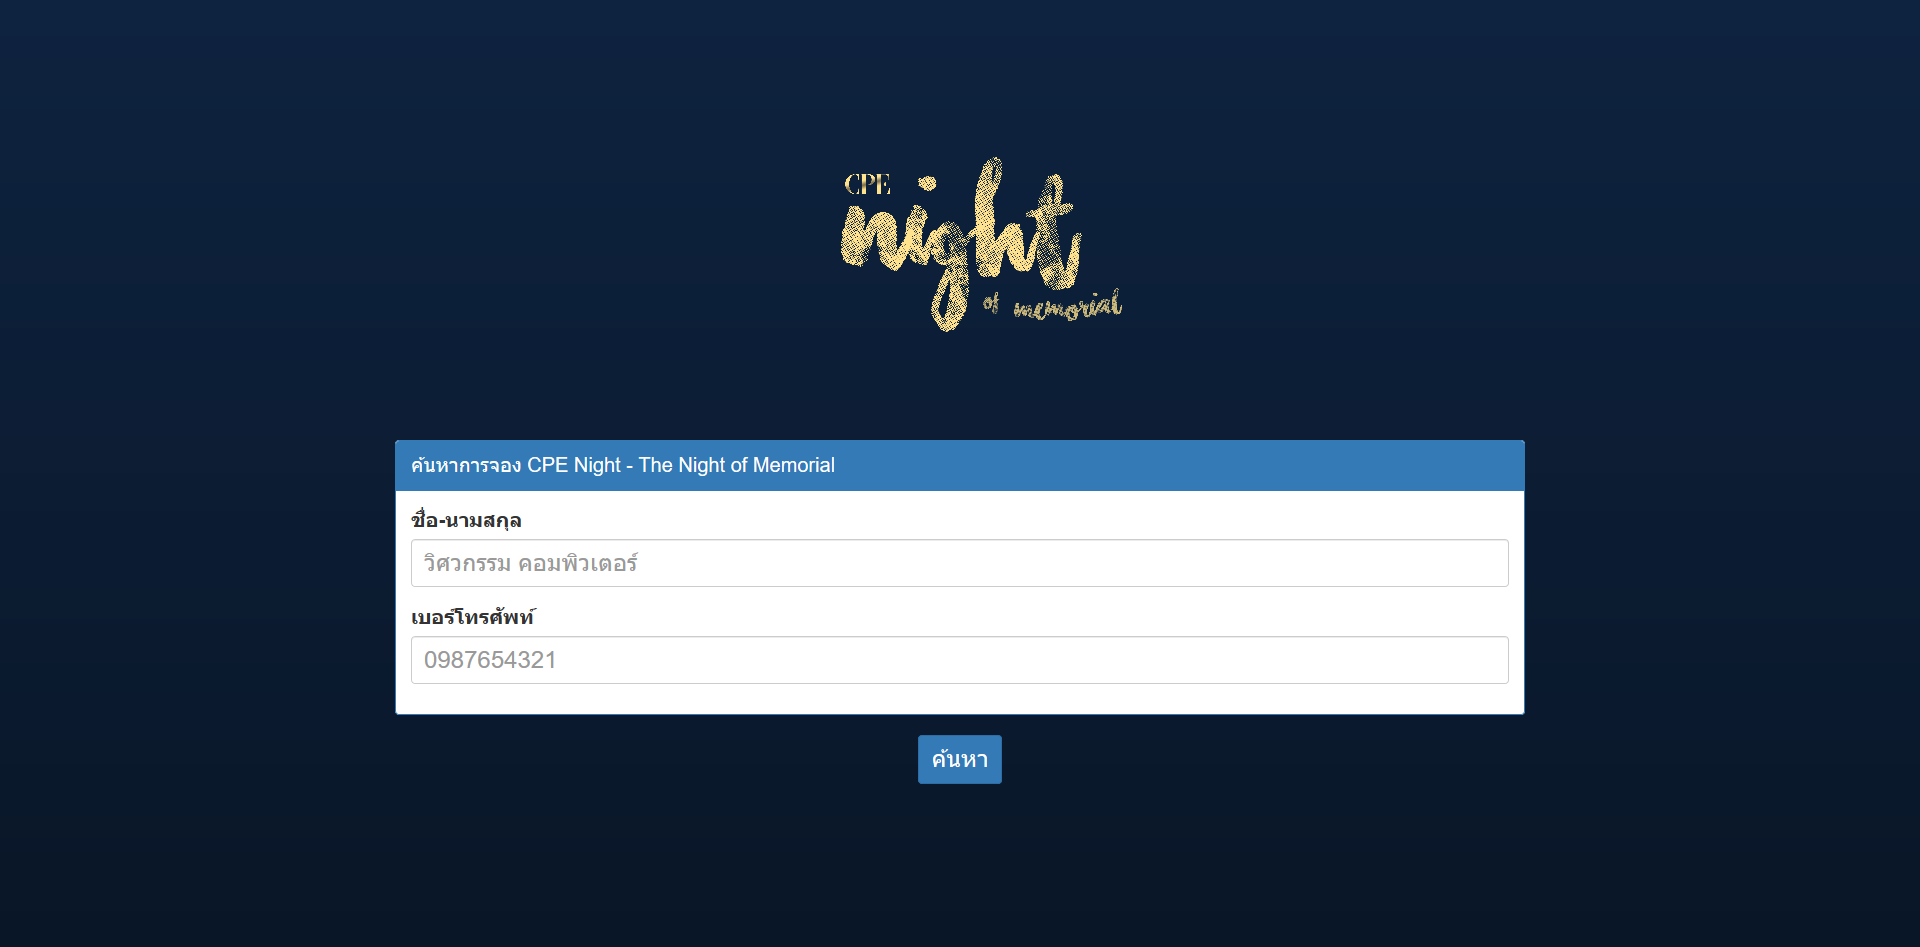 CPE
night
of memorial
ค้นหาการจอง CPE Night - The Night of Memorial
ชื่อ-นามสกุล
วิศวกรรม คอมพิวเตอร์
เบอร์โทรศัพท์
0987654321
ค้นหา